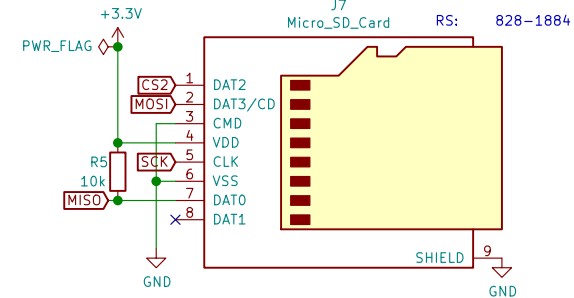 J7
+3.3V
Micro_SD_Card
RS: 828-1884
PWR_FLAG
CS2 1 DAT2
MOSI 2 DAT3/CD
3 CMD
4 VDD
R5 SCK 5 CLK
10k 6 VSS
MISO 7 DAT0
8 DAT1
SHIELD 9
GND
GND